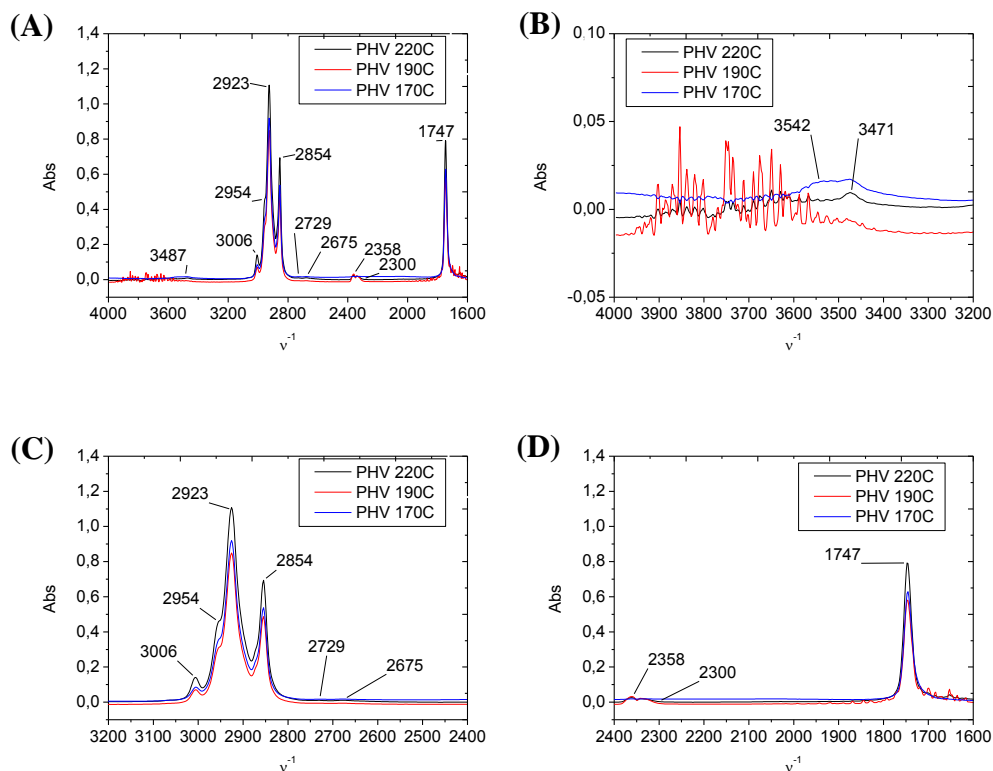 (A)
1,4
1,2
1,0
0,8
0,6
0,4
0,2
0,0
Abs
PHV 220C
PHV 190C
PHV 170C
2923
2854
2954
2729
3006
2675
2358
3487
2300
1747
4000 3600 3200 2800 2400 2000 1600
ν⁻¹
(B)
0,10
0,05
0,00
-0,05
Abs
PHV 220C
PHV 190C
PHV 170C
3542
3471
4000 3900 3800 3700 3600 3500 3400 3300 3200
ν⁻¹
(C)
1,4
1,2
1,0
0,8
0,6
0,4
0,2
0,0
Abs
PHV 220C
PHV 190C
PHV 170C
2923
2854
2954
3006
2729
2675
3200 3100 3000 2900 2800 2700 2600 2500 2400
ν⁻¹
(D)
1,4
1,2
1,0
0,8
0,6
0,4
0,2
0,0
Abs
PHV 220C
PHV 190C
PHV 170C
1747
2358
2300
2400 2300 2200 2100 2000 1900 1800 1700 1600
ν⁻¹